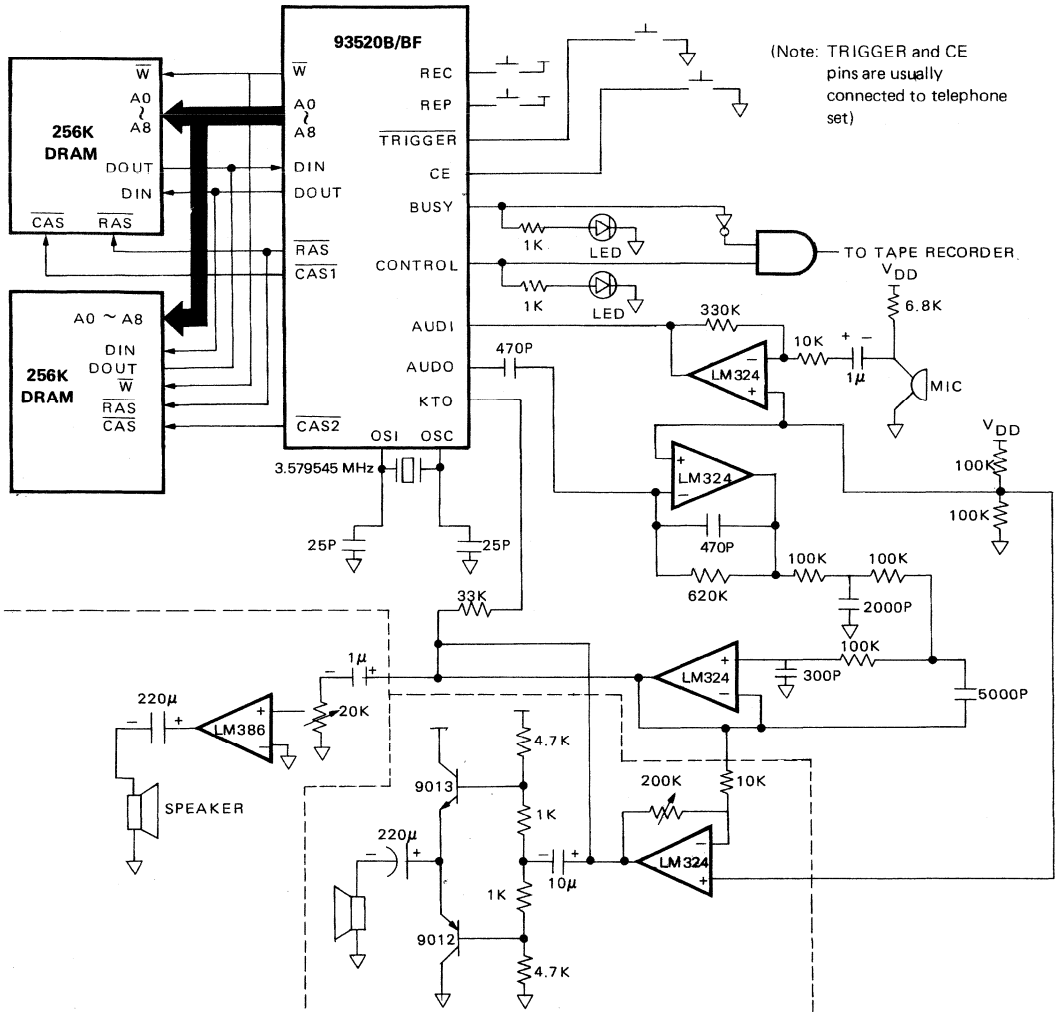 93520B/BF
(Note: TRIGGER and CE
pins are usually
connected to telephone
set)
W
A0
~
A8
256K
DRAM
DOUT
DIN
CAS
RAS
W
A0
~
A8
DIN
DOUT
RAS
CAS1
CAS2
OSI
OSC
REC
REP
TRIGGER
CE
BUSY
CONTROL
AUDI
AUDO
KTO
A0 ~ A8
DIN
DOUT
W
RAS
CAS
256K
DRAM
1K
LED
1K
LED
TO TAPE RECORDER
VDD
6.8K
330K
10K
+
−
1μ
MIC
−
+
LM324
470P
+
−
LM324
470P
620K
VDD
100K
100K
3.579545 MHz
25P
25P
100K
100K
2000P
33K
100K
300P
5000P
+
−
LM324
−
1μ
+
20K
220μ
−
+
+
−
LM386
SPEAKER
4.7K
9013
1K
220μ
−
+
−
+
10μ
1K
9012
4.7K
200K
10K
−
+
LM324